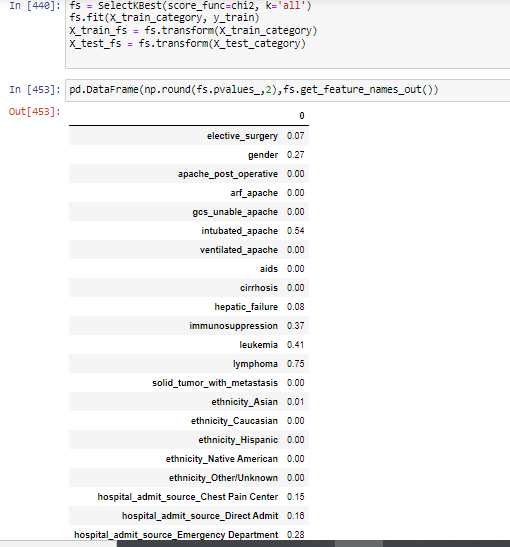 In [440]: fs = SelectKBest(score_func=chi2, k='all')
fs.fit(X_train_category, y_train)
X_train_fs = fs.transform(X_train_category)
X_test_fs = fs.transform(X_test_category)
In [453]: pd.DataFrame(np.round(fs.pvalues_,2),fs.get_feature_names_out())
Out[453]:
0
elective_surgery 0.07
gender 0.27
apache_post_operative 0.00
arf_apache 0.00
gcs_unable_apache 0.00
intubated_apache 0.54
ventilated_apache 0.00
aids 0.00
cirrhosis 0.00
hepatic_failure 0.08
immunosuppression 0.37
leukemia 0.41
lymphoma 0.75
solid_tumor_with_metastasis 0.00
ethnicity_Asian 0.01
ethnicity_Caucasian 0.00
ethnicity_Hispanic 0.00
ethnicity_Native American 0.00
ethnicity_Other/Unknown 0.00
hospital_admit_source_Chest Pain Center 0.15
hospital_admit_source_Direct Admit 0.16
hospital_admit_source_Emergency Department 0.28